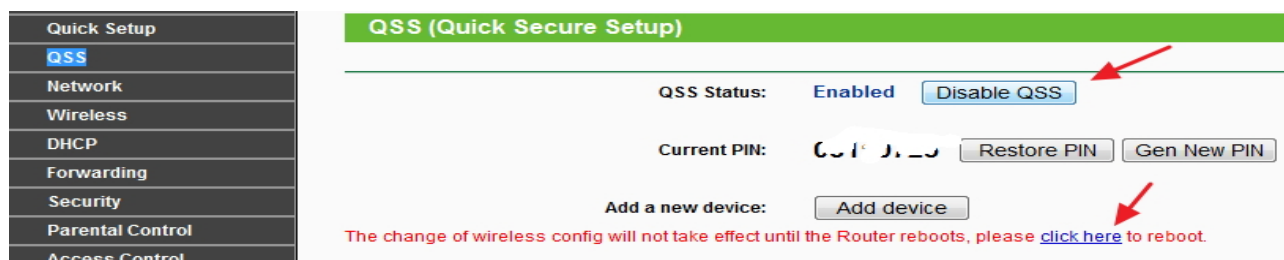 Quick Setup
QSS
Network
Wireless
DHCP
Forwarding
Security
Parental Control
Access Control
QSS (Quick Secure Setup)
QSS Status: Enabled Disable QSS
Current PIN: Restore PIN Gen New PIN
Add a new device: Add device
The change of wireless config will not take effect until the Router reboots, please click here to reboot.